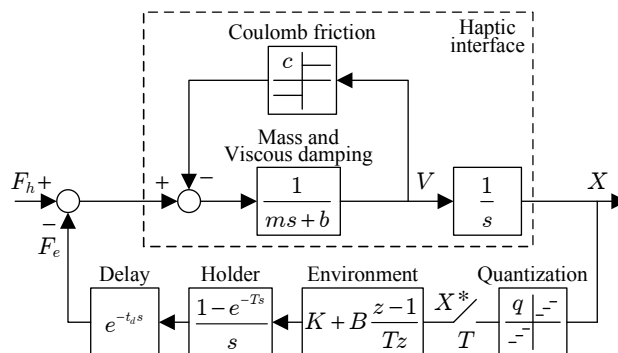 Coulomb friction
Haptic interface
c
Mass and
Viscous damping
F_h + − + −
1
ms+b
V
1
s
X
F_e
Delay
e^{-t_d s}
Holder
1−e^{-Ts}
s
Environment
K+B z−1
Tz
X*
T
Quantization
q